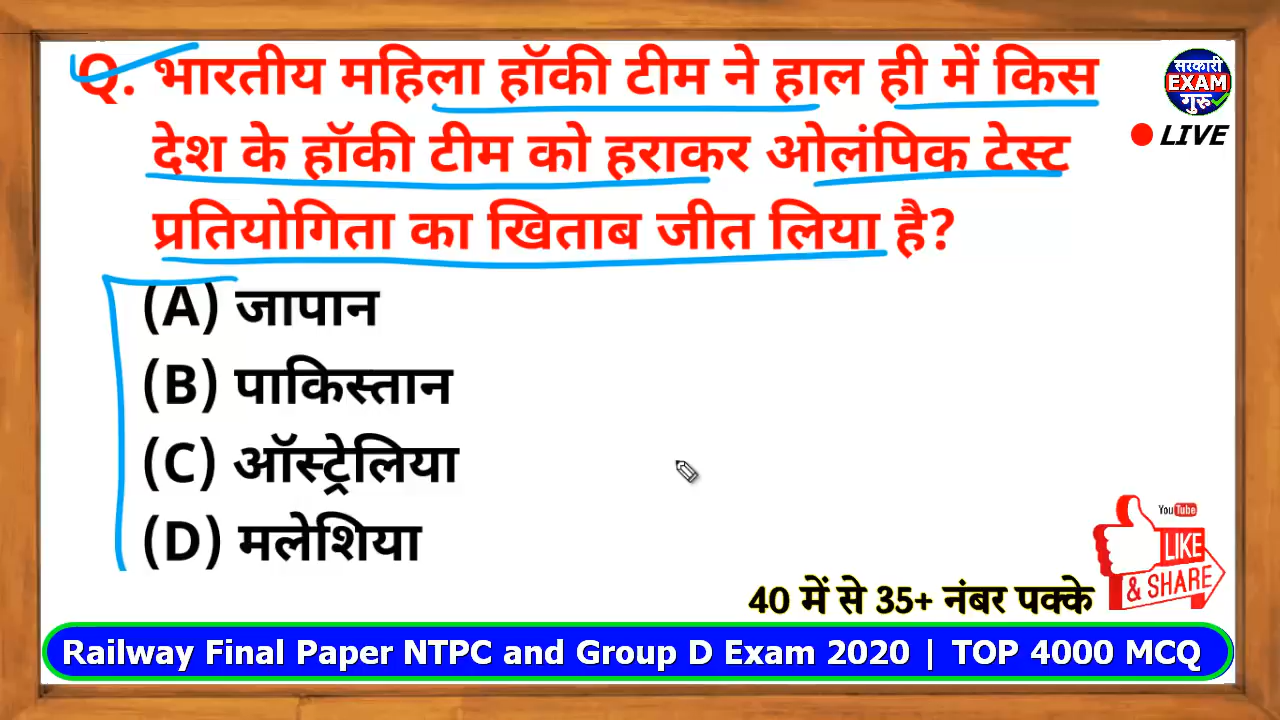 Q. भारतीय महिला हॉकी टीम ने हाल ही में किस
देश के हॉकी टीम को हराकर ओलंपिक टेस्ट
प्रतियोगिता का खिताब जीत लिया है?
(A) जापान
(B) पाकिस्तान
(C) ऑस्ट्रेलिया
(D) मलेशिया
सरकारी
EXAM
गुरु
LIVE
YouTube
LIKE
& SHARE
40 में से 35+ नंबर पक्के
Railway Final Paper NTPC and Group D Exam 2020 | TOP 4000 MCQ